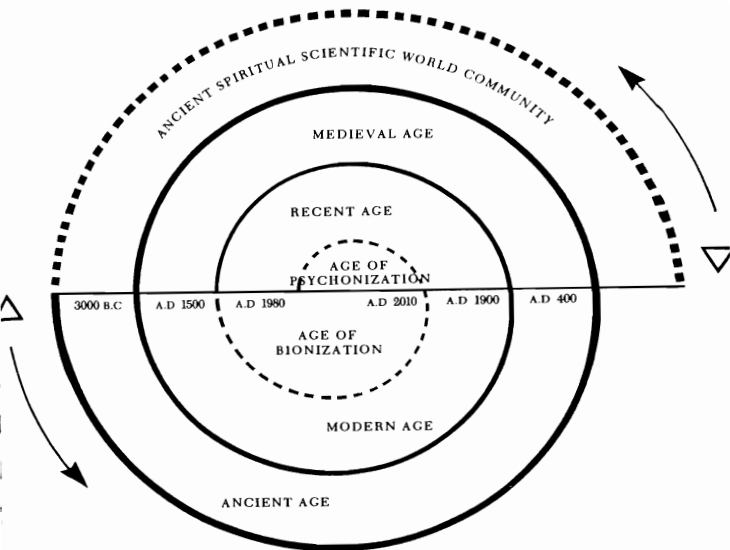 ANCIENT SPIRITUAL SCIENTIFIC WORLD COMMUNITY
MEDIEVAL AGE
RECENT AGE
AGE OF
PSYCHONIZATION
3000 B.C A.D 1500 A.D 1980 A.D 2010 A.D 1900 A.D 400
AGE OF
BIONIZATION
MODERN AGE
ANCIENT AGE